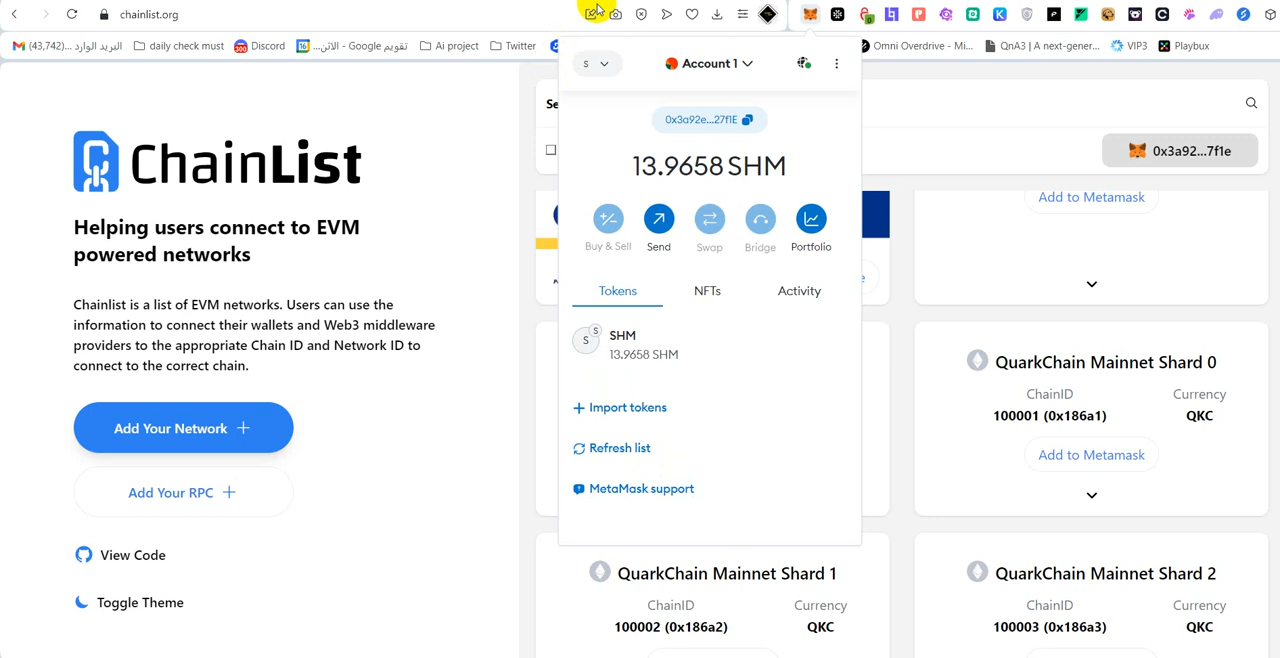 chainlist.org
M (43,742) البريد الوارد...
daily check must
300
Discord
16
تقويم - Google الاثن...
Ai project
Twitter
Omni Overdrive - Mi...
QnA3 | A next-gener...
VIP3
Playbux
ChainList
Helping users connect to EVM
powered networks
Chainlist is a list of EVM networks. Users can use the
information to connect their wallets and Web3 middleware
providers to the appropriate Chain ID and Network ID to
connect to the correct chain.
Add Your Network +
Add Your RPC +
View Code
Toggle Theme
S
Account 1
0x3a92e...27f1E
13.9658 SHM
Buy & Sell
Send
Swap
Bridge
Portfolio
Tokens
NFTs
Activity
S
S
SHM
13.9658 SHM
+ Import tokens
Refresh list
MetaMask support
Se
0x3a92...7f1e
Add to Metamask
QuarkChain Mainnet Shard 0
ChainID
Currency
100001 (0x186a1)
QKC
Add to Metamask
QuarkChain Mainnet Shard 1
ChainID
Currency
100002 (0x186a2)
QKC
QuarkChain Mainnet Shard 2
ChainID
Currency
100003 (0x186a3)
QKC